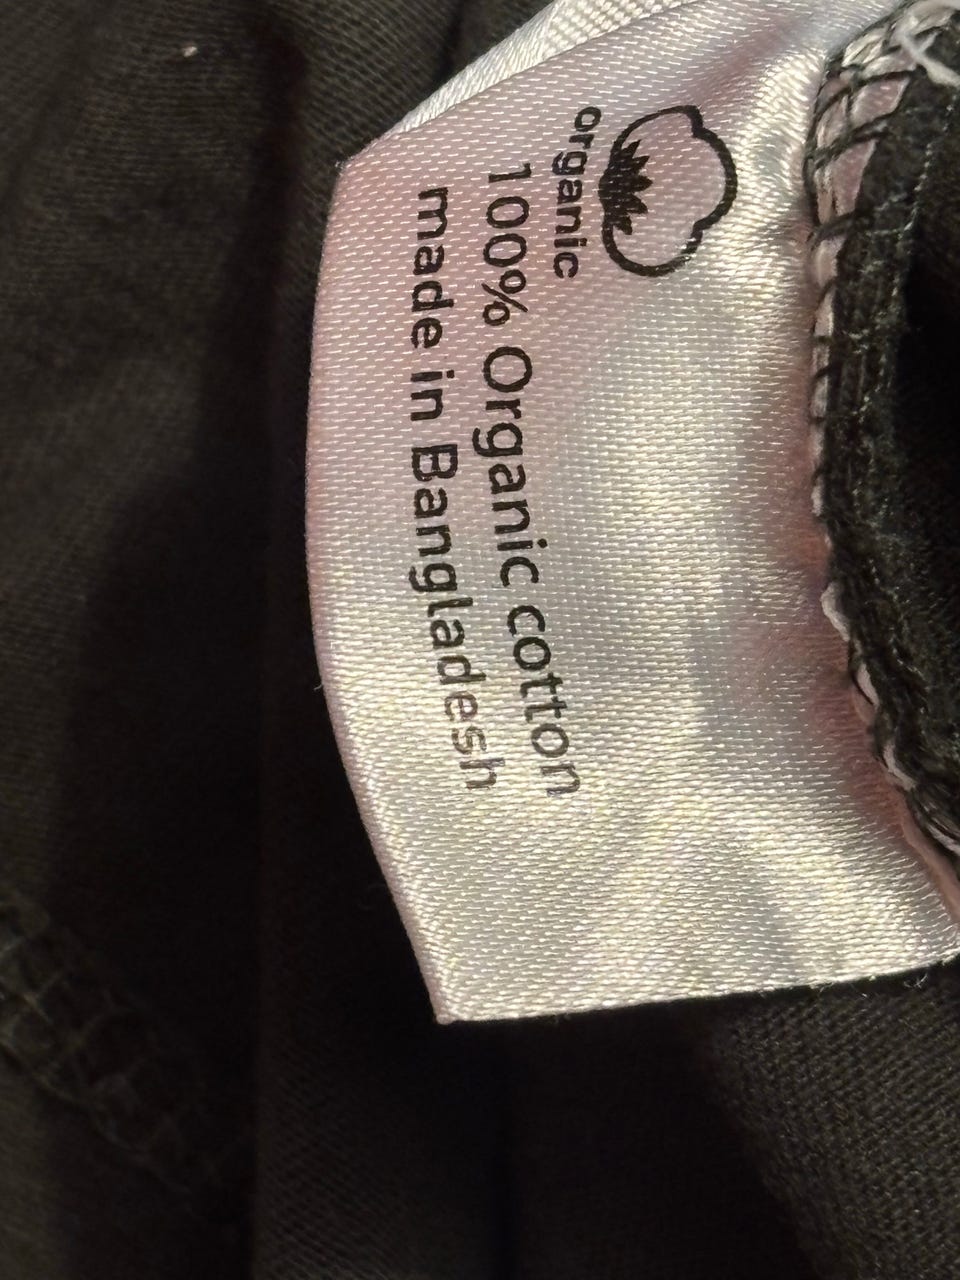 organic
100% Organic cotton
made in Bangladesh